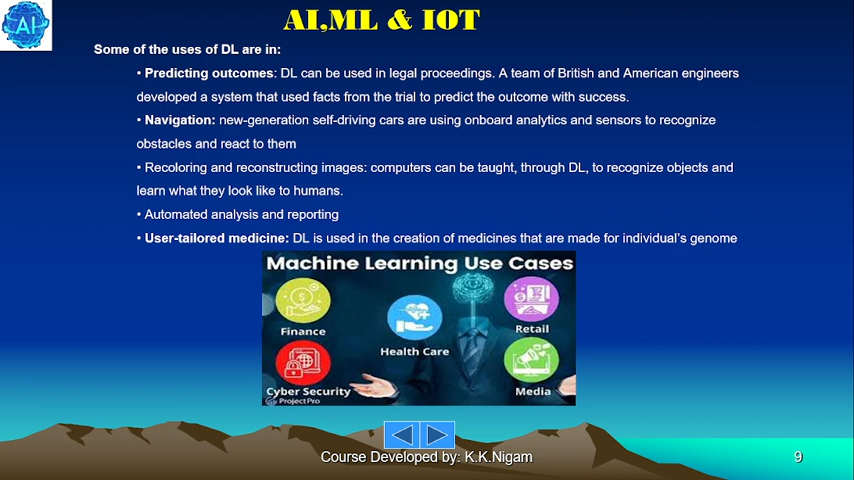 AI
AI,ML & IOT
Some of the uses of DL are in:
• Predicting outcomes: DL can be used in legal proceedings. A team of British and American engineers
developed a system that used facts from the trial to predict the outcome with success.
• Navigation: new-generation self-driving cars are using onboard analytics and sensors to recognize
obstacles and react to them
• Recoloring and reconstructing images: computers can be taught, through DL, to recognize objects and
learn what they look like to humans.
• Automated analysis and reporting
• User-tailored medicine: DL is used in the creation of medicines that are made for individual's genome
Machine Learning Use Cases
Finance
Health Care
Retail
Cyber Security
Media
ProjectPro
Course Developed by: K.K.Nigam
9